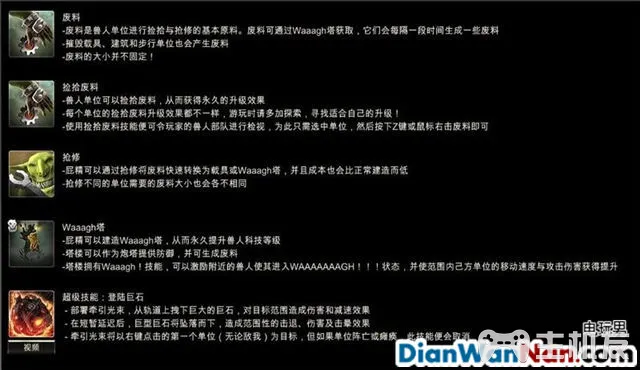 废料
-废料是兽人单位进行捡拾与抢修的基本原料。废料可通过Waaagh塔获取，它们会每隔一段时间生成一些废料
-摧毁载具、建筑和步行单位也会产生废料
-废料的大小并不固定！
捡拾废料
-兽人单位可以捡拾废料，从而获得永久的升级效果
-每个单位的捡拾废料升级效果都不一样，游玩时请多加探索，寻找适合自己的升级！
-使用捡拾废料技能便可令玩家的兽人部队进行检视，为此只需选中单位，然后按下Z键或鼠标右击废料即可
抢修
-屁精可以通过抢修将废料快速转换为载具或Waaagh塔，并且成本也会比正常建造而低
-抢修不同的单位需要的废料大小也会各不相同
Waaagh塔
-屁精可以建造Waaagh塔，从而永久提升兽人科技等级
-塔楼可以作为炮塔提供防御，并可生成废料
-塔楼拥有Waaagh！技能，可以激励附近的兽人使其进入WAAAAAAAGH！！！状态，并使范围内己方单位的移动速度与攻击伤害获得提升
超级技能：登陆巨石
- 部署牵引光束，从轨道上拽下巨大的巨石，对目标范围造成伤害和减速效果
- 在短暂延迟后，巨型巨石将坠落而下，造成范围性的击退、伤害及击晕效果
- 牵引光束将以右键点击的第一个单位（无论敌我）为目标，但如果单位阵亡或瘫痪，此技能便会取消
视频
电玩男
DianWanNan.com